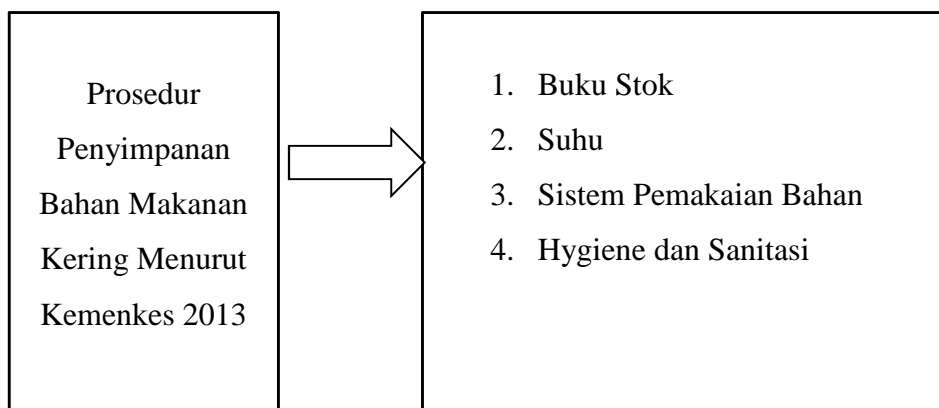 Prosedur
Penyimpanan
Bahan Makanan
Kering Menurut
Kemenkes 2013
1. Buku Stok
2. Suhu
3. Sistem Pemakaian Bahan
4. Hygiene dan Sanitasi